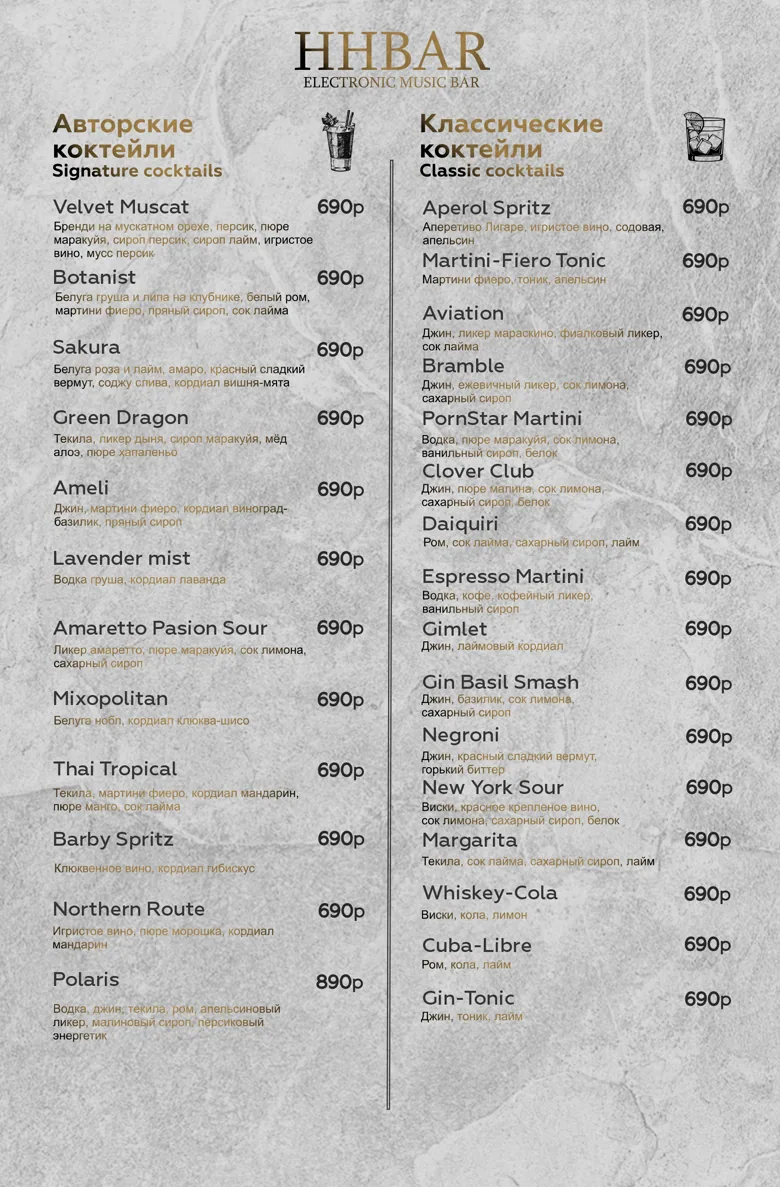 HHBAR
ELECTRONIC MUSIC BAR
Авторские
коктейли
Signature cocktails
Velvet Muscat 690р
Бренди на мускатном орехе, персик, пюре
маракуйя, сироп персик, сироп лайм, игристое
вино, мусс персик
Botanist 690р
Белуга груша и липа на клубнике, белый ром,
мартини фиеро, пряный сироп, сок лайма
Sakura 690р
Белуга роза и лайм, амаро, красный сладкий
вермут, соджу слива, кордиал вишня-мята
Green Dragon 690р
Текила, ликер дыня, сироп маракуйя, мёд
алоэ, пюре хапаленьо
Ameli 690р
Джин, мартини фиеро, кордиал виноград-
базилик, пряный сироп
Lavender mist 690р
Водка груша, кордиал лаванда
Amaretto Pasion Sour 690р
Ликер амаретто, пюре маракуйя, сок лимона,
сахарный сироп
Mixopolitan 690р
Белуга нобл, кордиал клюква-шисо
Thai Tropical 690р
Текила, мартини фиеро, кордиал мандарин,
пюре манго, сок лайма
Barby Spritz 690р
Клюквенное вино, кордиал гибискус
Northern Route 690р
Игристое вино, пюре морошка, кордиал
мандарин
Polaris 890р
Водка, джин, текила, ром, апельсиновый
ликер, малиновый сироп, персиковый
энергетик
Классические
коктейли
Classic cocktails
Aperol Spritz 690р
Аперетиво Лигаре, игристое вино, содовая,
апельсин
Martini-Fiero Tonic 690р
Мартини фиеро, тоник, апельсин
Aviation 690р
Джин, ликер мараскино, фиалковый ликер,
сок лайма
Bramble 690р
Джин, ежевичный ликер, сок лимона,
сахарный сироп
PornStar Martini 690р
Водка, пюре маракуйя, сок лимона,
ванильный сироп, белок
Clover Club 690р
Джин, пюре малина, сок лимона,
сахарный сироп, белок
Daiquiri 690р
Ром, сок лайма, сахарный сироп, лайм
Espresso Martini 690р
Водка, кофе, кофейный ликер,
ванильный сироп
Gimlet 690р
Джин, лаймовый кордиал
Gin Basil Smash 690р
Джин, базилик, сок лимона,
сахарный сироп
Negroni 690р
Джин, красный сладкий вермут,
горький биттер
New York Sour 690р
Виски, красное крепленое вино,
сок лимона, сахарный сироп, белок
Margarita 690р
Текила, сок лайма, сахарный сироп, лайм
Whiskey-Cola 690р
Виски, кола, лимон
Cuba-Libre 690р
Ром, кола, лайм
Gin-Tonic 690р
Джин, тоник, лайм